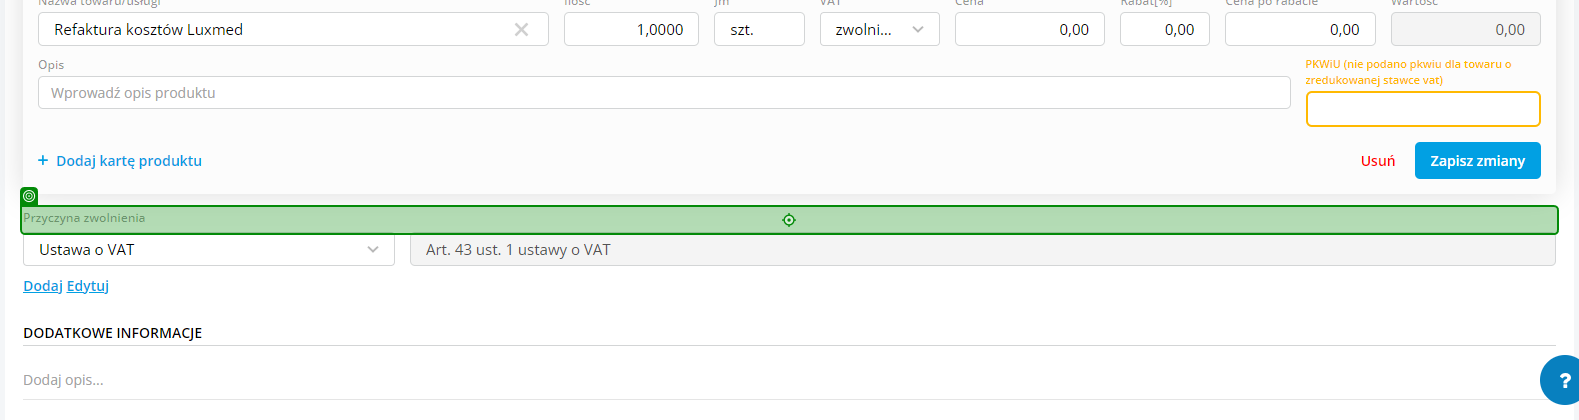 Nazwa towaru/usługi Ilość Jm VAT Cena Rabat[%] Cena po rabacie Wartość
Refaktura kosztów Luxmed 1,0000 szt. zwolni... 0,00 0,00 0,00 0,00
Opis
PKWiU (nie podano pkwiu dla towaru o
zredukowanej stawce vat)
Wprowadź opis produktu
+ Dodaj kartę produktu Usuń Zapisz zmiany
Przyczyna zwolnienia
Ustawa o VAT Art. 43 ust. 1 ustawy o VAT
Dodaj Edytuj
DODATKOWE INFORMACJE
Dodaj opis...
?